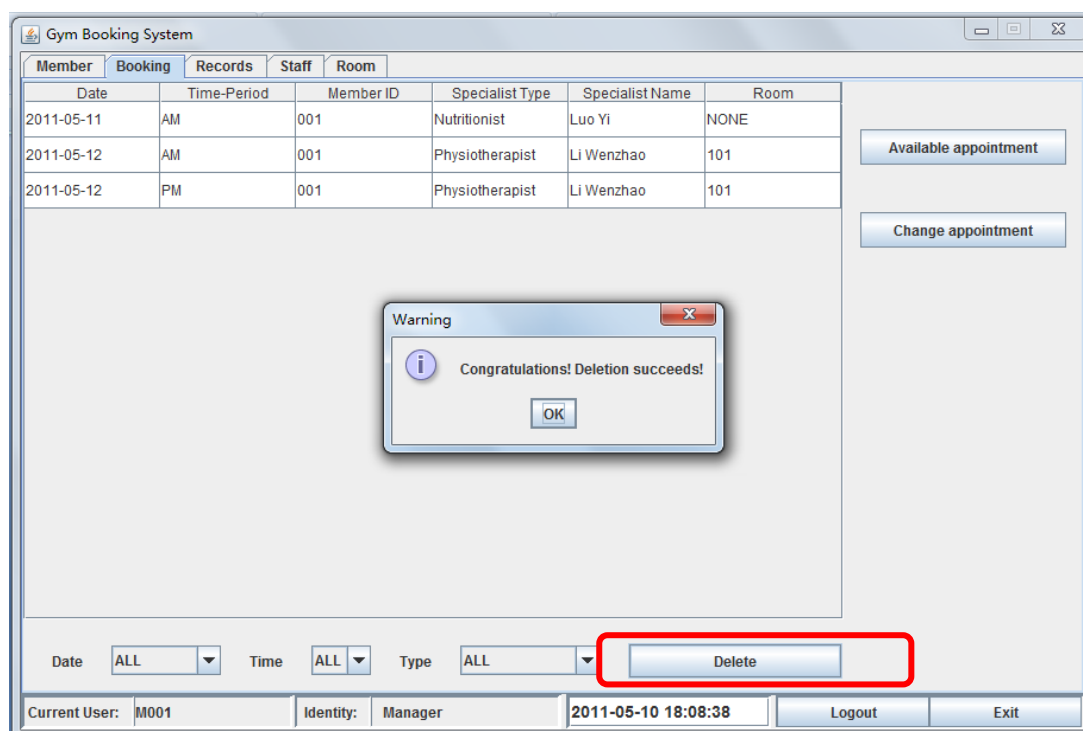 Gym Booking System
Member Booking Records Staff Room
Date Time-Period Member ID Specialist Type Specialist Name Room
2011-05-11 AM 001 Nutritionist Luo Yi NONE
2011-05-12 AM 001 Physiotherapist Li Wenzhao 101
2011-05-12 PM 001 Physiotherapist Li Wenzhao 101
Available appointment
Change appointment
Warning
Congratulations! Deletion succeeds!
OK
Date ALL Time ALL Type ALL Delete
Current User: M001 Identity: Manager 2011-05-10 18:08:38 Logout Exit